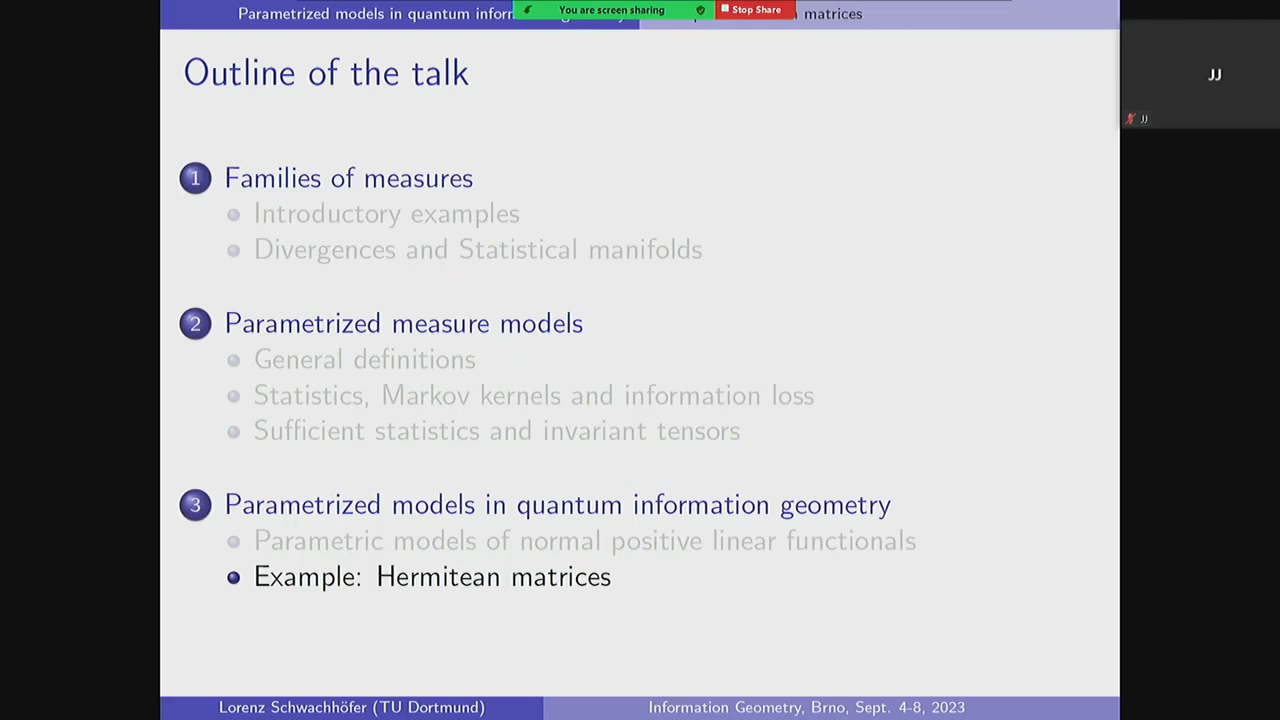 Parametrized models in quantum infor
You are screen sharing
Stop Share
matrices
JJ
JJ
Outline of the talk
1 Families of measures
Introductory examples
Divergences and Statistical manifolds
2 Parametrized measure models
General definitions
Statistics, Markov kernels and information loss
Sufficient statistics and invariant tensors
3 Parametrized models in quantum information geometry
Parametric models of normal positive linear functionals
Example: Hermitean matrices
Lorenz Schwachhöfer (TU Dortmund)
Information Geometry, Brno, Sept. 4-8, 2023